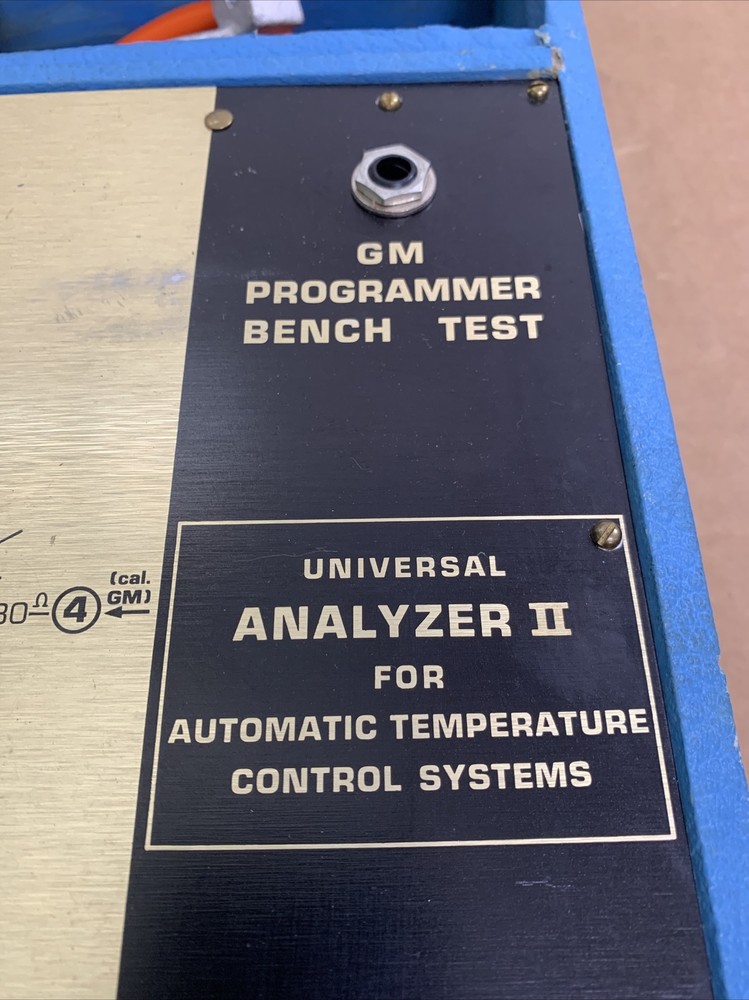 GM
PROGRAMMER
BENCH TEST
(cal.
GM)
④
UNIVERSAL
ANALYZER II
FOR
AUTOMATIC TEMPERATURE
CONTROL SYSTEMS